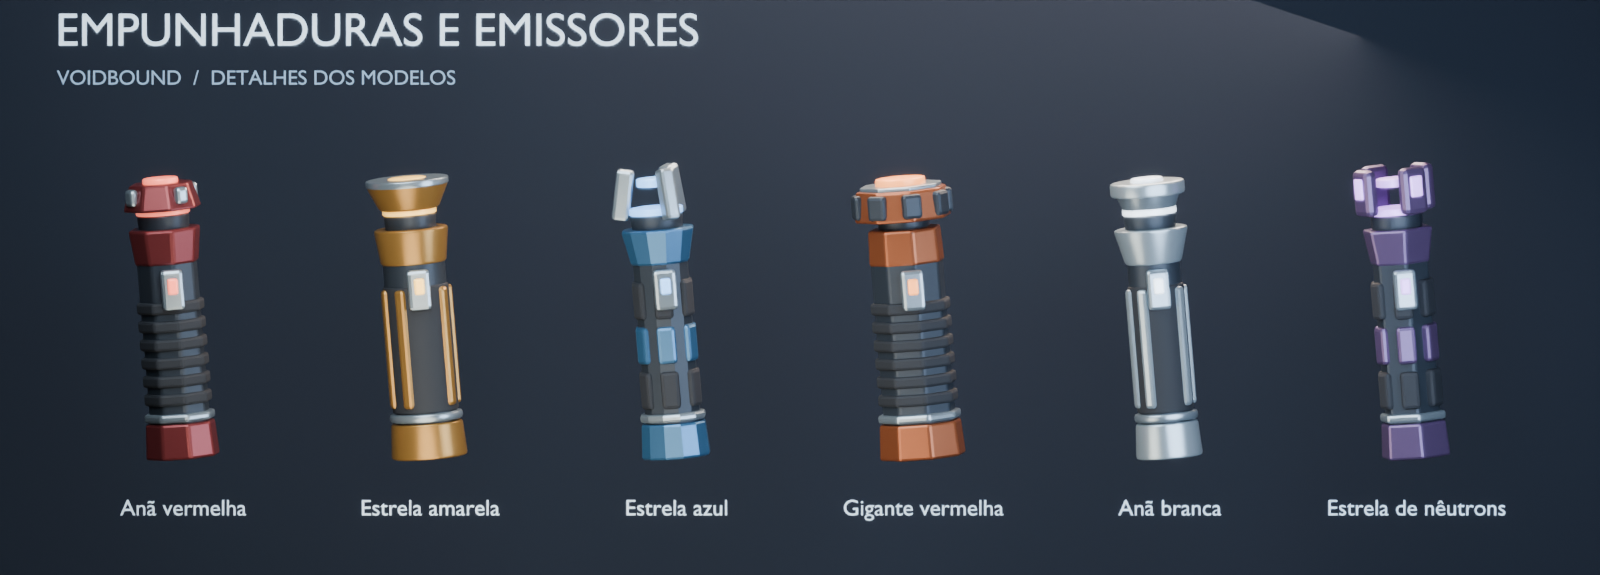 EMPUNHADURAS E EMISSORES
VOIDBOUND / DETALHES DOS MODELOS
Anã vermelha
Estrela amarela
Estrela azul
Gigante vermelha
Anã branca
Estrela de nêutrons